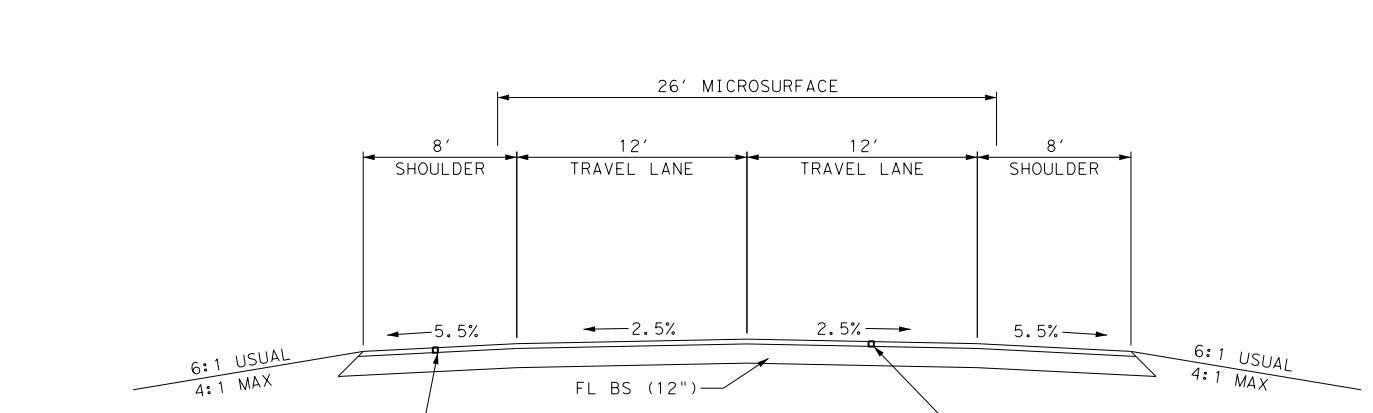 26' MICROSURFACE
8' 12' 12' 8'
SHOULDER TRAVEL LANE TRAVEL LANE SHOULDER
5.5% 2.5% 2.5% 5.5%
6:1 USUAL 6:1 USUAL
4:1 MAX 4:1 MAX
FL BS (12")